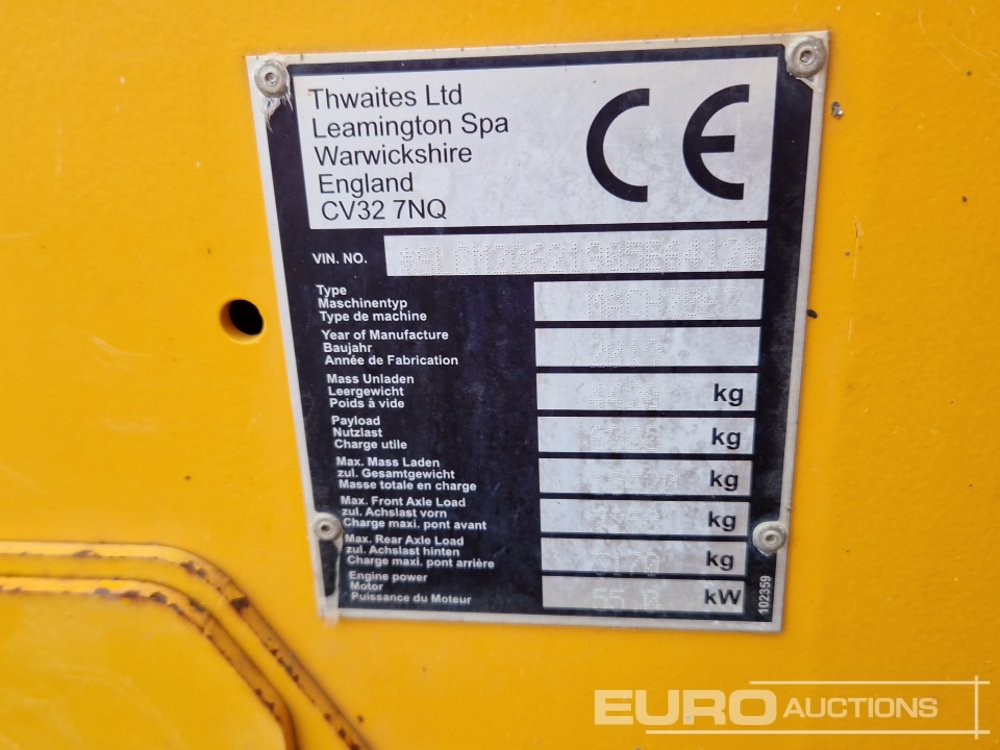 Thwaites Ltd
Leamington Spa
Warwickshire
England
CV32 7NQ
CE
VIN. NO.
Type
Maschinentyp
Type de machine
Year of Manufacture
Baujahr
Année de Fabrication
2019
Mass Unladen
Leergewicht
Poids à vide
kg
Payload
Nutzlast
Charge utile
kg
Max. Mass Laden
zul. Gesamtgewicht
Masse totale en charge
kg
Max. Front Axle Load
zul. Achslast vorn
Charge maxi. pont avant
kg
Max. Rear Axle Load
zul. Achslast hinten
Charge maxi. pont arrière
kg
Engine power
Motor
Puissance du Moteur
kW
102359
EURO AUCTIONS